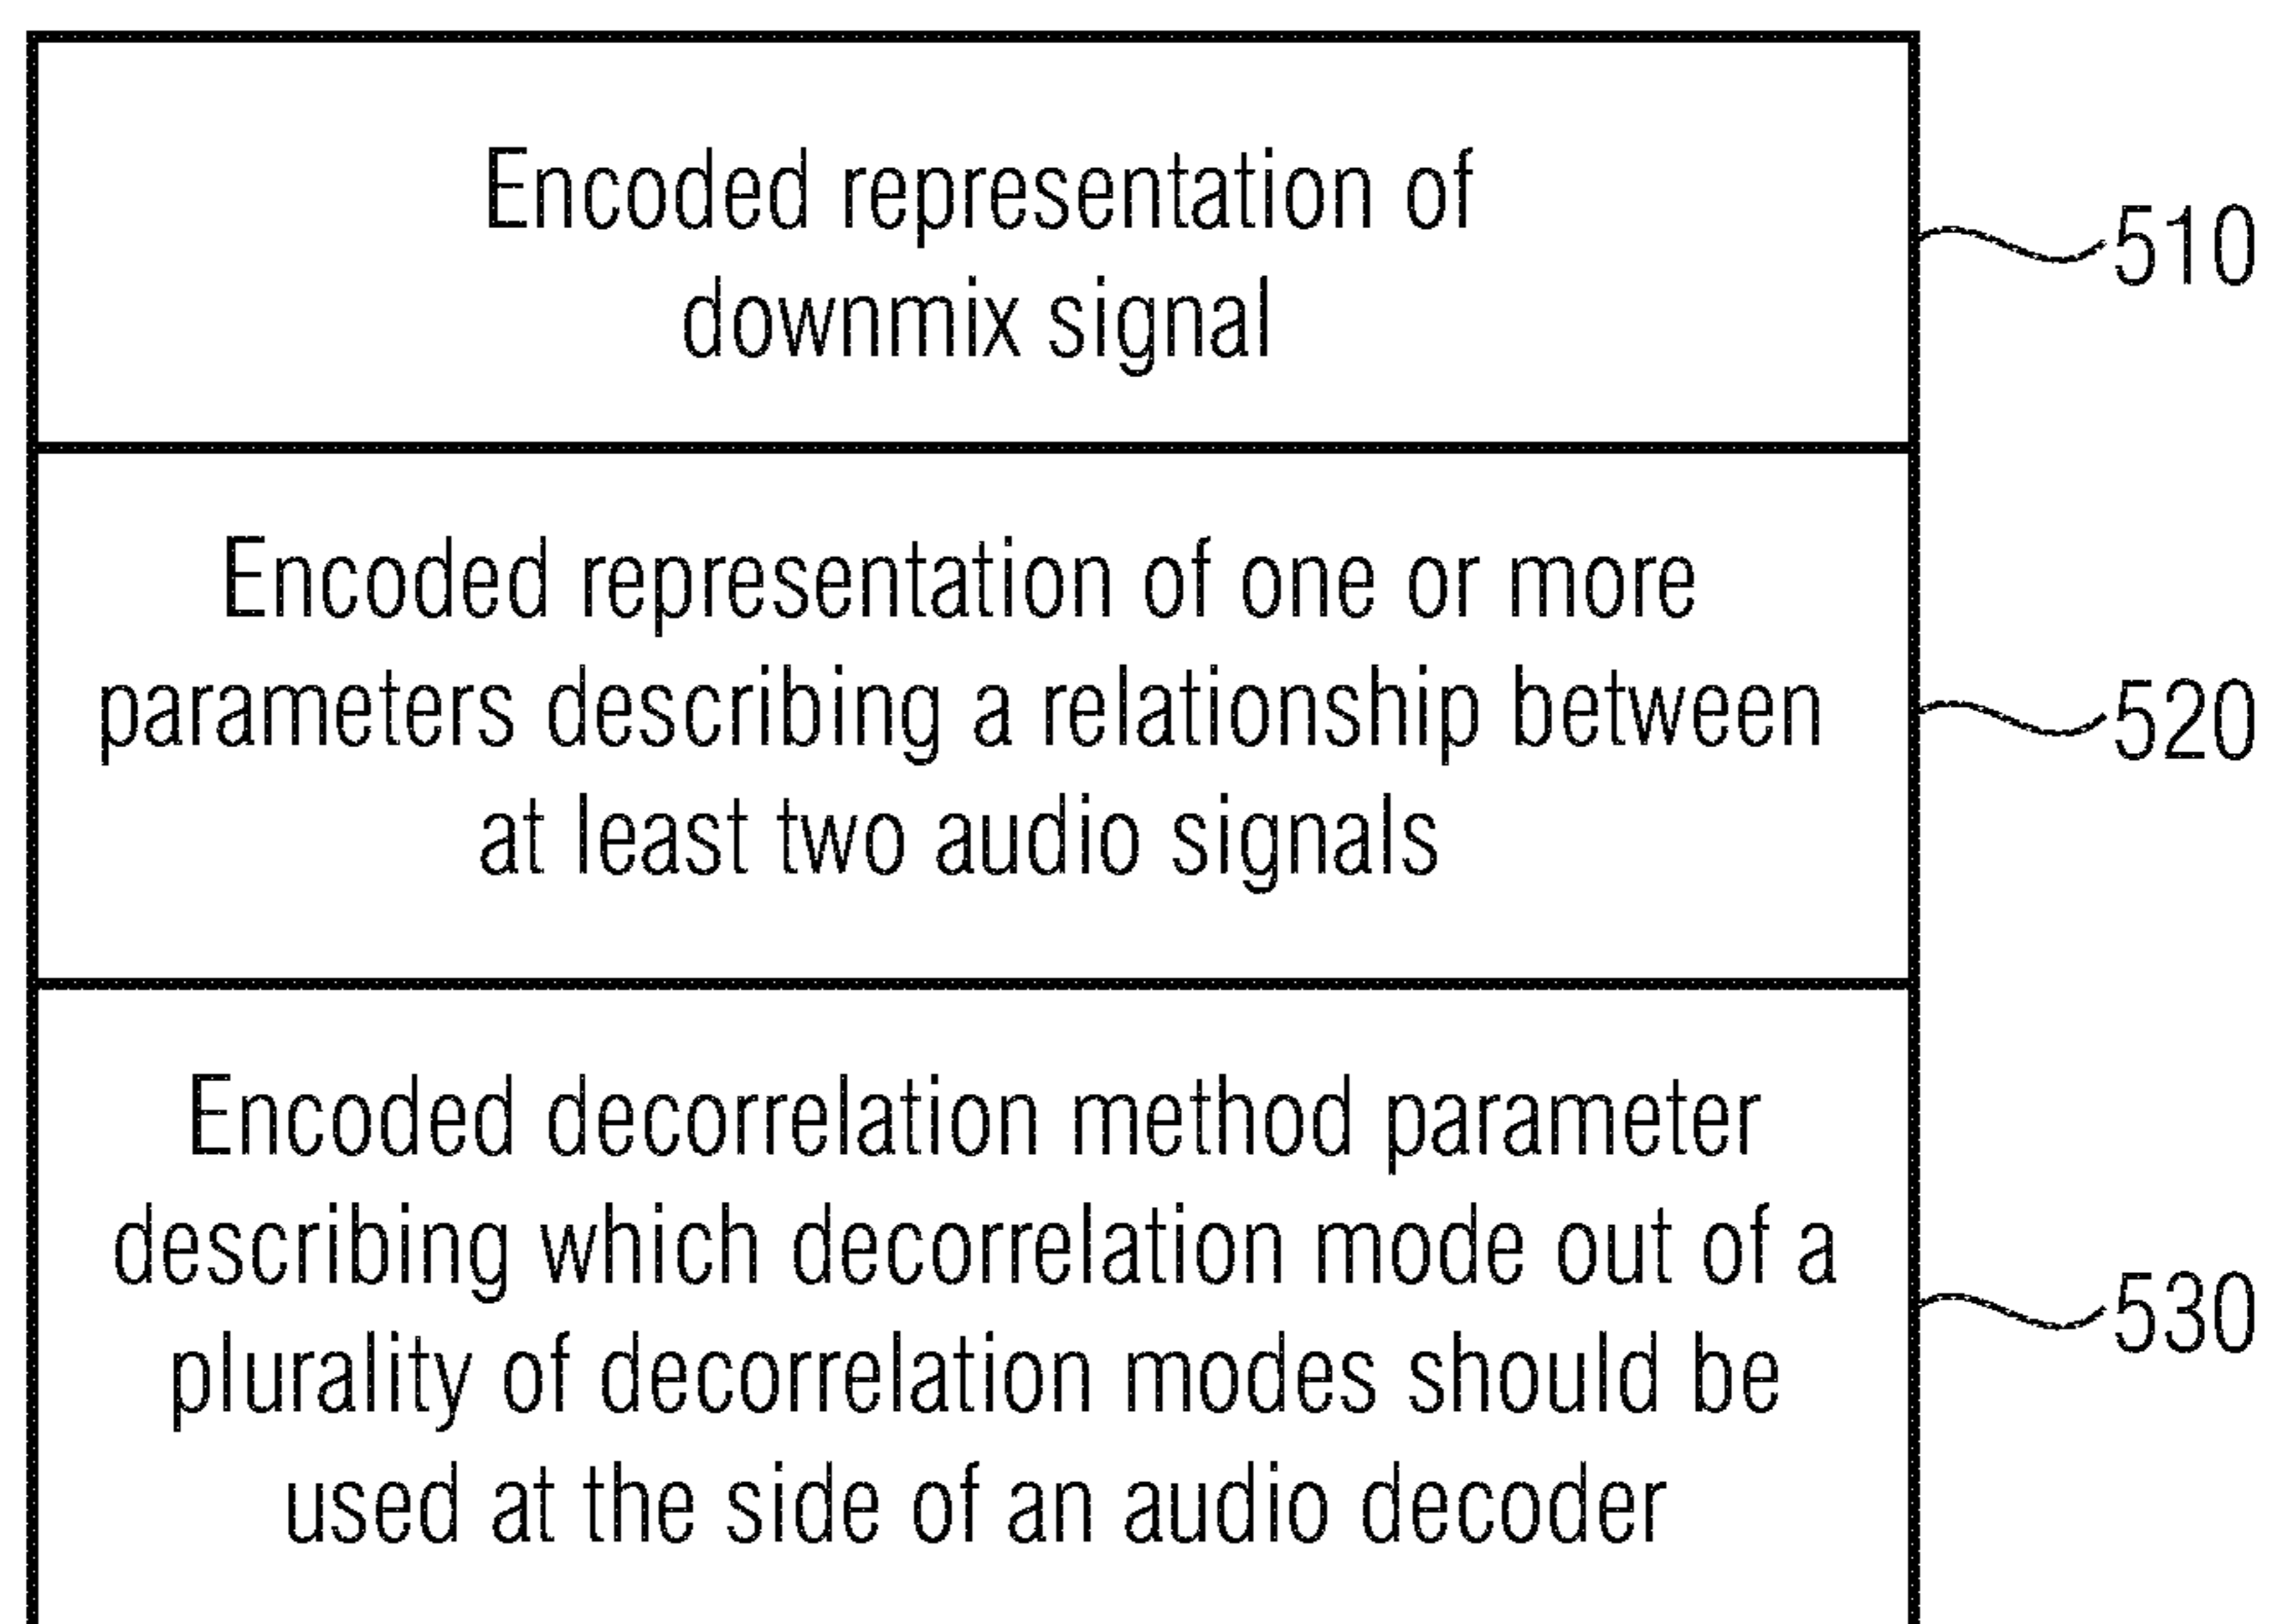 Encoded representation of
downmix signal
510
Encoded representation of one or more
parameters describing a relationship between
at least two audio signals
520
Encoded decorrelation method parameter
describing which decorrelation mode out of a
plurality of decorrelation modes should be
used at the side of an audio decoder
530